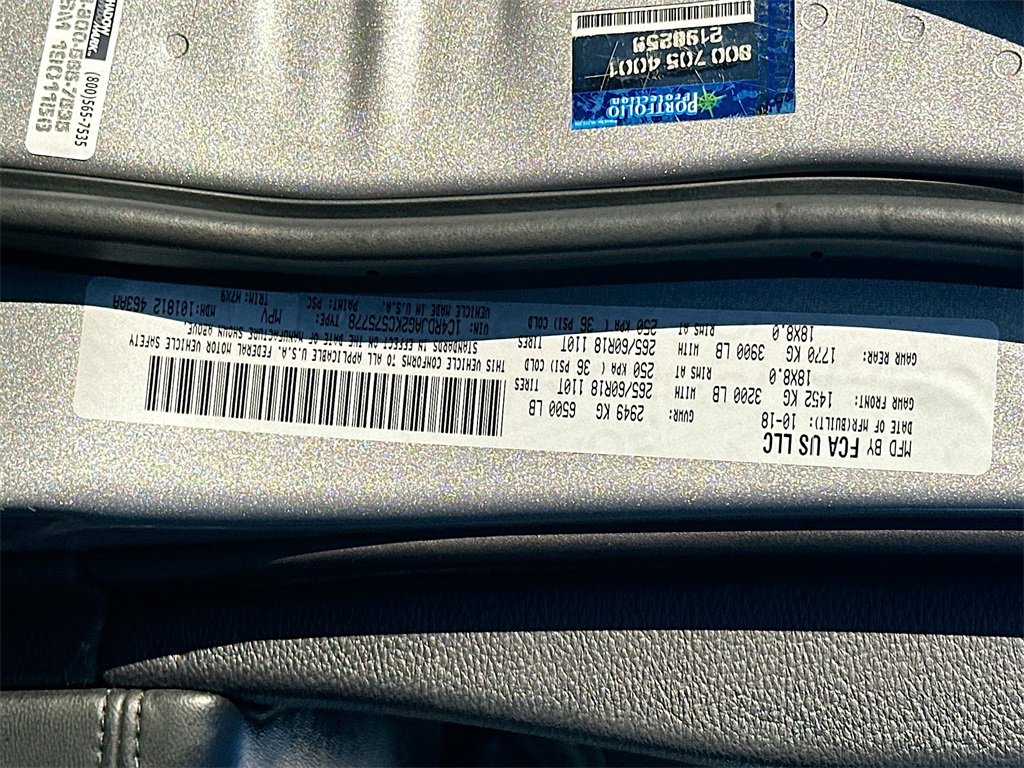 MFD BY FCA US LLC
DATE OF MFR(BUILT): 10-18
GVWR: 2949 KG 6500 LB
GAWR FRONT: 1452 KG 3200 LB WITH 265/60R18 110T TIRES
18X8.0 RIMS AT 250 KPA ( 36 PSI) COLD
GAWR REAR: 1770 KG 3900 LB WITH 265/60R18 110T TIRES
18X8.0 RIMS AT 250 KPA ( 36 PSI) COLD
THIS VEHICLE CONFORMS TO ALL APPLICABLE U.S.A. FEDERAL MOTOR VEHICLE SAFETY
STANDARDS IN EFFECT ON THE DATE OF MANUFACTURE SHOWN ABOVE.
VIN: 1C4RDJAG2KC575778 TYPE: MPV MDH:101812 463AA
VEHICLE MADE IN U.S.A. PAINT: PSC TRIM: H7X9
PORTFOLIO
Protection
800 705 4001
2190259
(800)565-7535